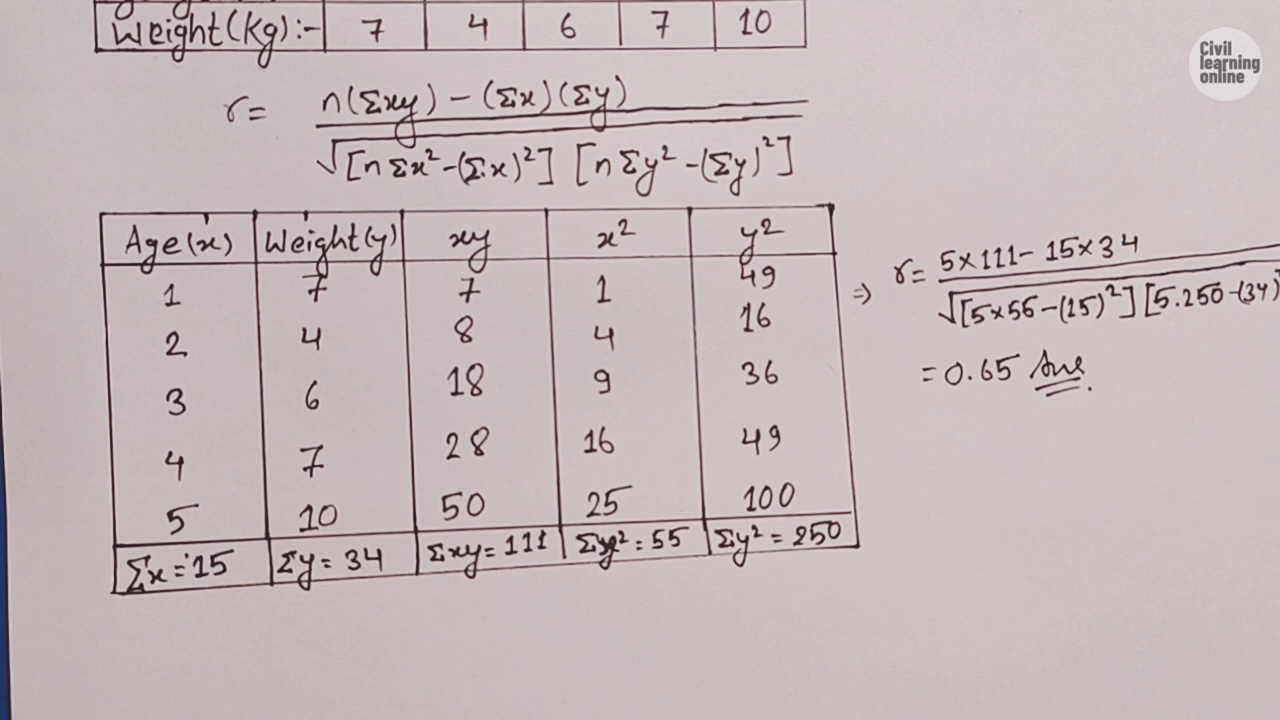 Weight(Kg):- 7 4 6 7 10
Civil
learning
online
r= n(Σxy) - (Σx)(Σy)
√[nΣx²-(Σx)²] [nΣy²-(Σy)²]
Age(x) Weight(y) xy x² y²
1 7 7 1 49
2 4 8 4 16
3 6 18 9 36
4 7 28 16 49
5 10 50 25 100
Σx=15 Σy=34 Σxy=111 Σx²=55 Σy²=250
⇒ r= 5×111-15×34
√[5×55-(15)²][5.250-(34)²
=0.65 Ans.